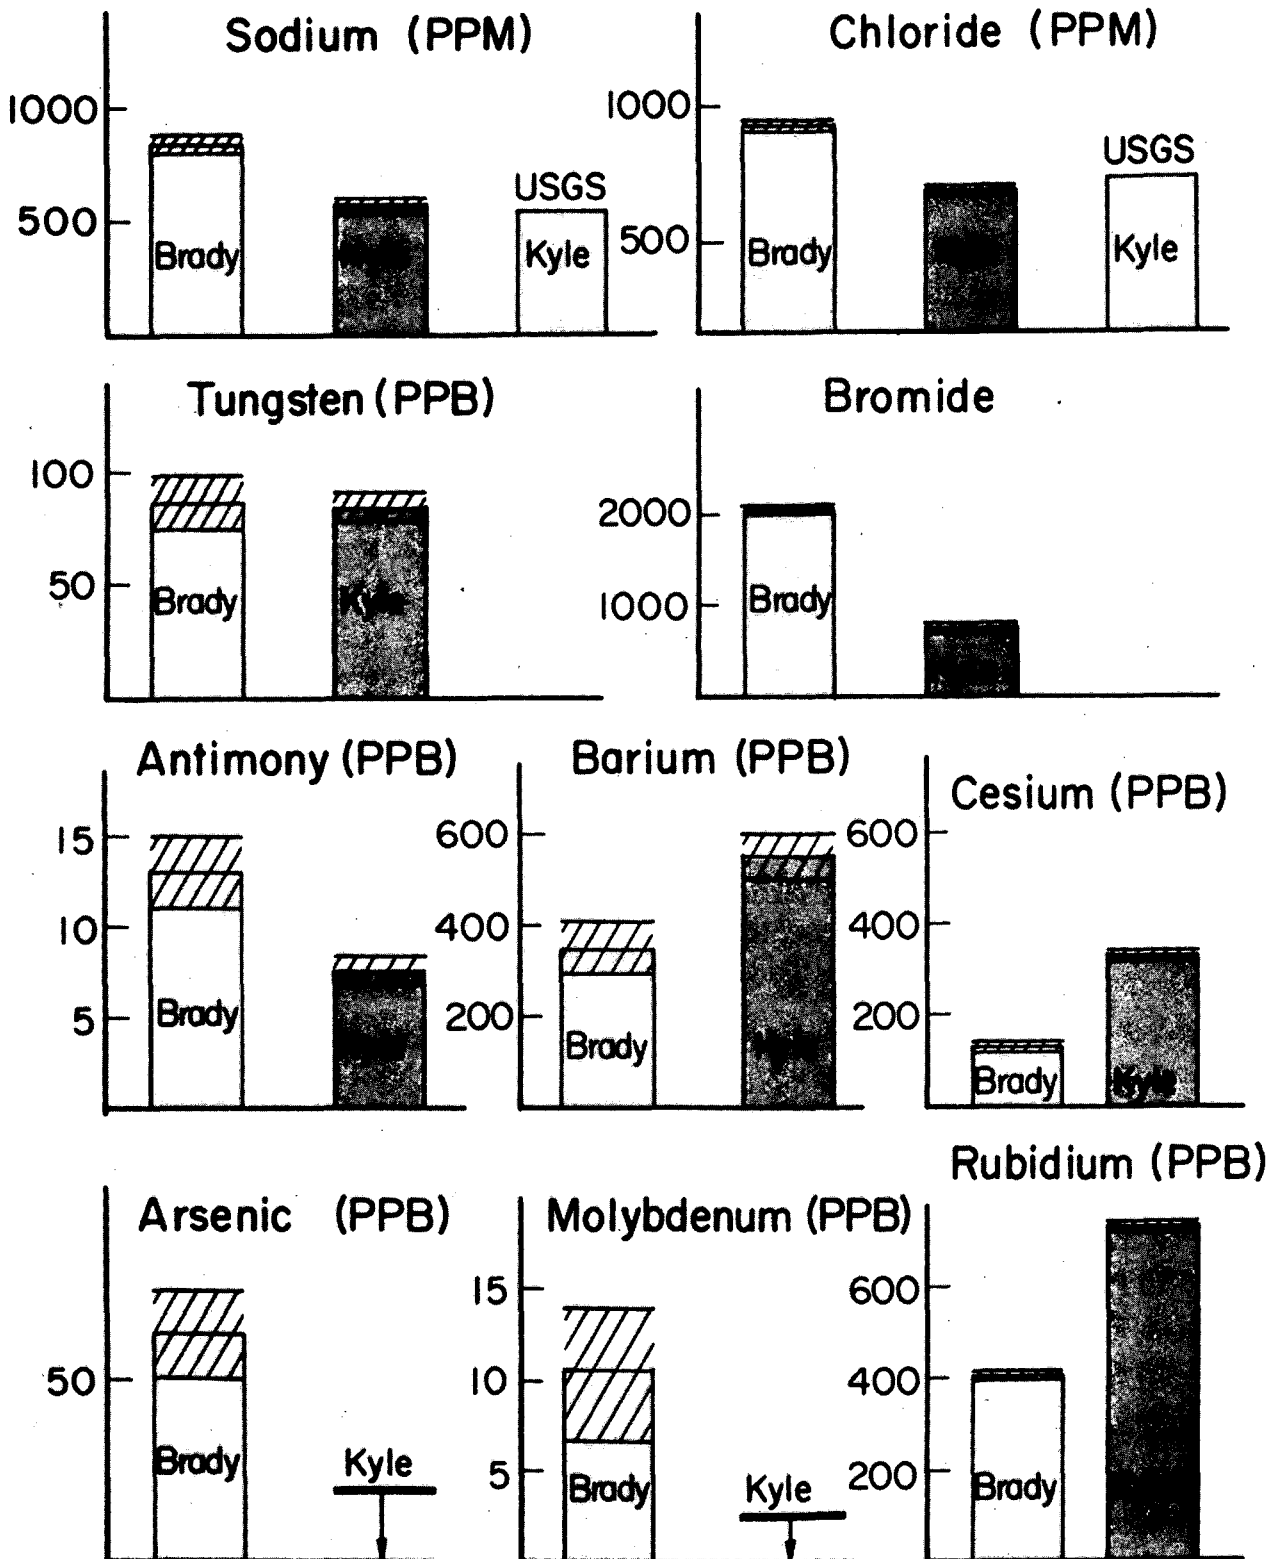 Sodium (PPM)
1000
500
Brady
USGS
Kyle
Chloride (PPM)
1000
500
Brady
USGS
Kyle
Tungsten (PPB)
100
50
Brady
Kyle
Bromide
2000
1000
Brady
Antimony (PPB)
15
10
5
Brady
Barium (PPB)
600
400
200
Brady
Cesium (PPB)
600
400
200
Brady
Kyle
Arsenic (PPB)
50
Brady
Kyle
Molybdenum (PPB)
15
10
5
Brady
Kyle
Rubidium (PPB)
600
400
200
Brady